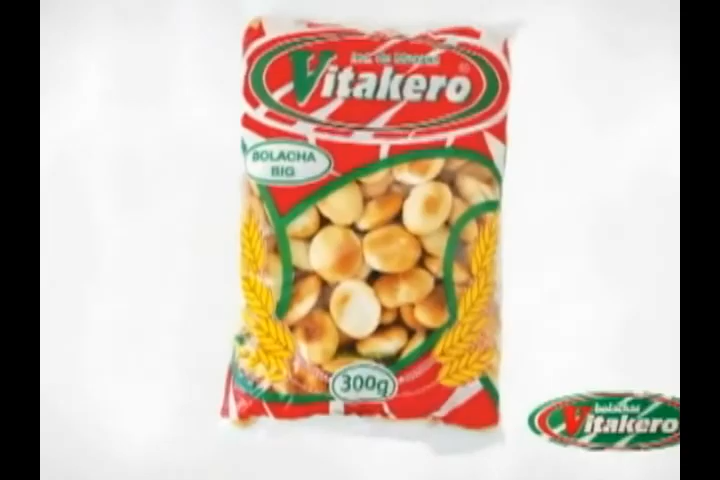 Vitakero
BOLACHA
BIG
300g
bolachas
Vitakero